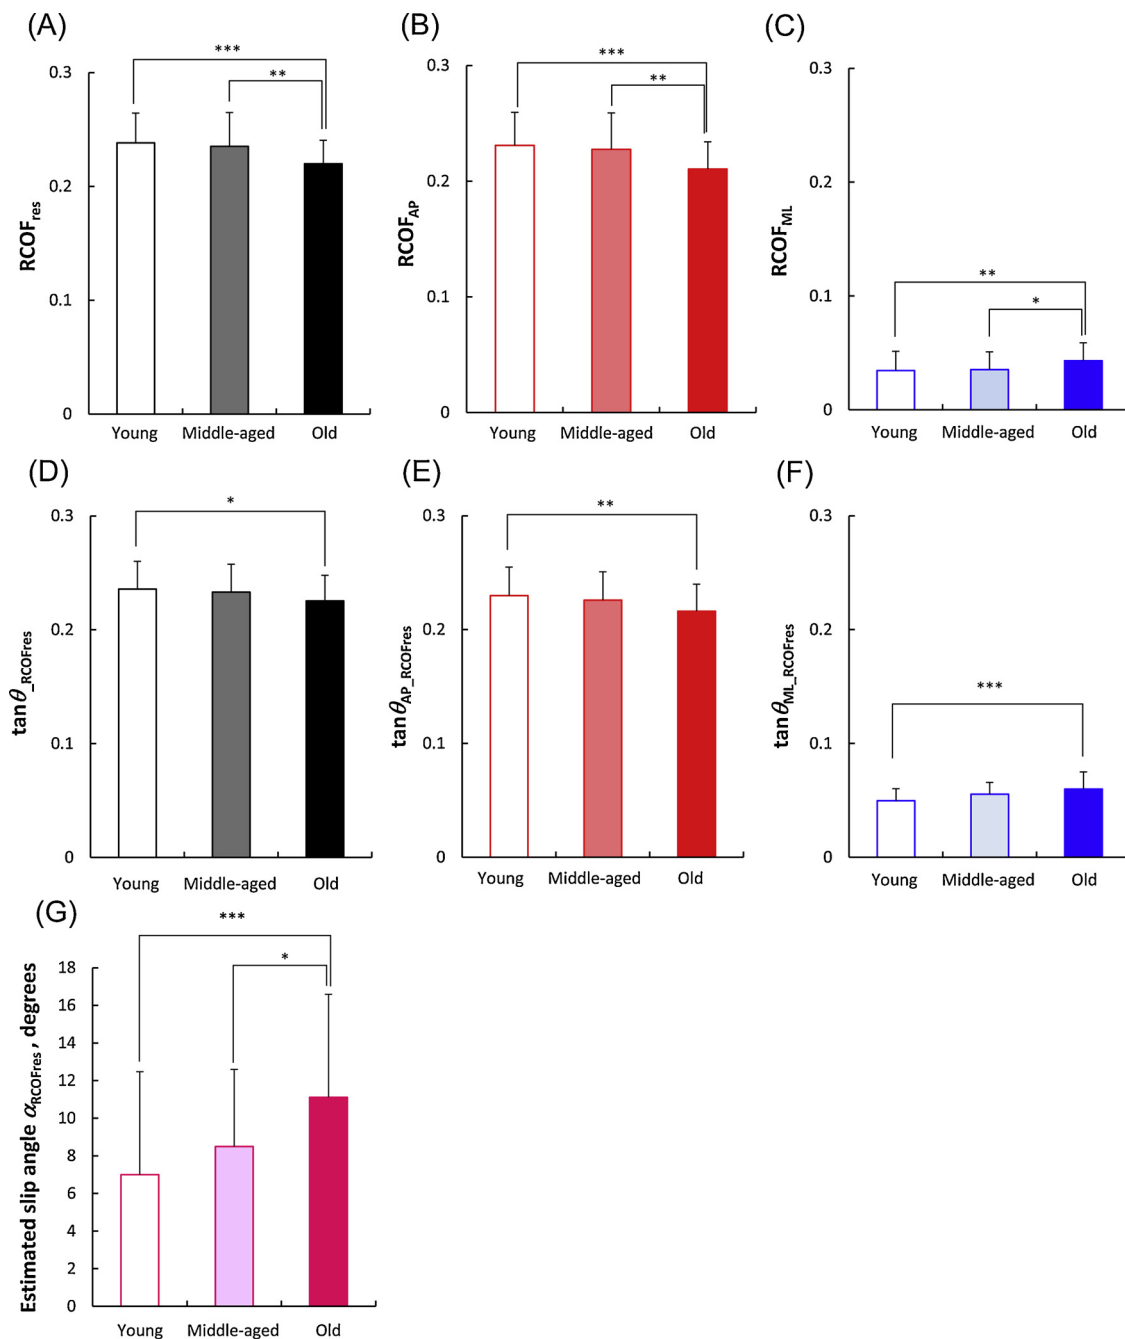 (A)
***
**
0.3
0.2
0.1
0
RCOFres
Young Middle-aged Old
(B)
***
**
0.3
0.2
0.1
0
RCOFAP
Young Middle-aged Old
(C)
**
*
0.3
0.2
0.1
0
RCOFML
Young Middle-aged Old
(D)
*
0.3
0.2
0.1
0
tanθ_RCOFres
Young Middle-aged Old
(E)
**
0.3
0.2
0.1
0
tanθAP_RCOFres
Young Middle-aged Old
(F)
***
0.3
0.2
0.1
0
tanθML_RCOFres
Young Middle-aged Old
(G)
***
*
18
16
14
12
10
8
6
4
2
0
Estimated slip angle αRCOFres , degrees
Young Middle-aged Old